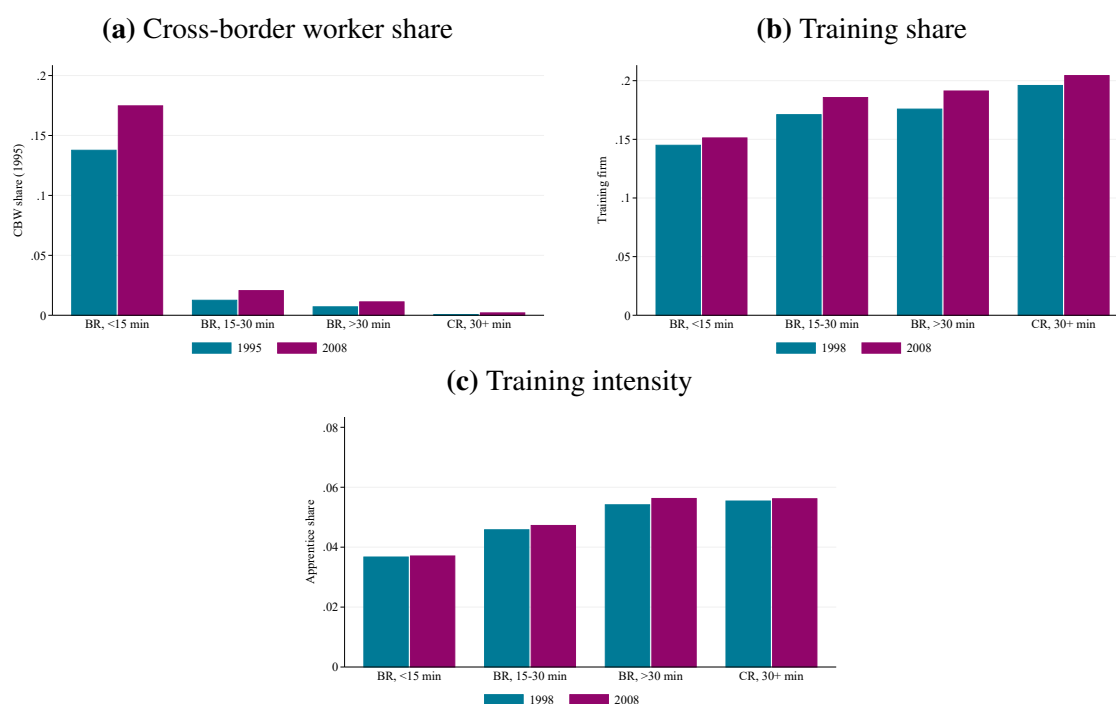 (a) Cross-border worker share
CBW share (1995)
.2
.15
.1
.05
0
BR, <15 min
BR, 15-30 min
BR, >30 min
CR, 30+ min
1995
2008
(b) Training share
Training firm
.2
.15
.1
.05
0
BR, <15 min
BR, 15-30 min
BR, >30 min
CR, 30+ min
1998
2008
(c) Training intensity
Apprentice share
.08
.06
.04
.02
0
BR, <15 min
BR, 15-30 min
BR, >30 min
CR, 30+ min
1998
2008